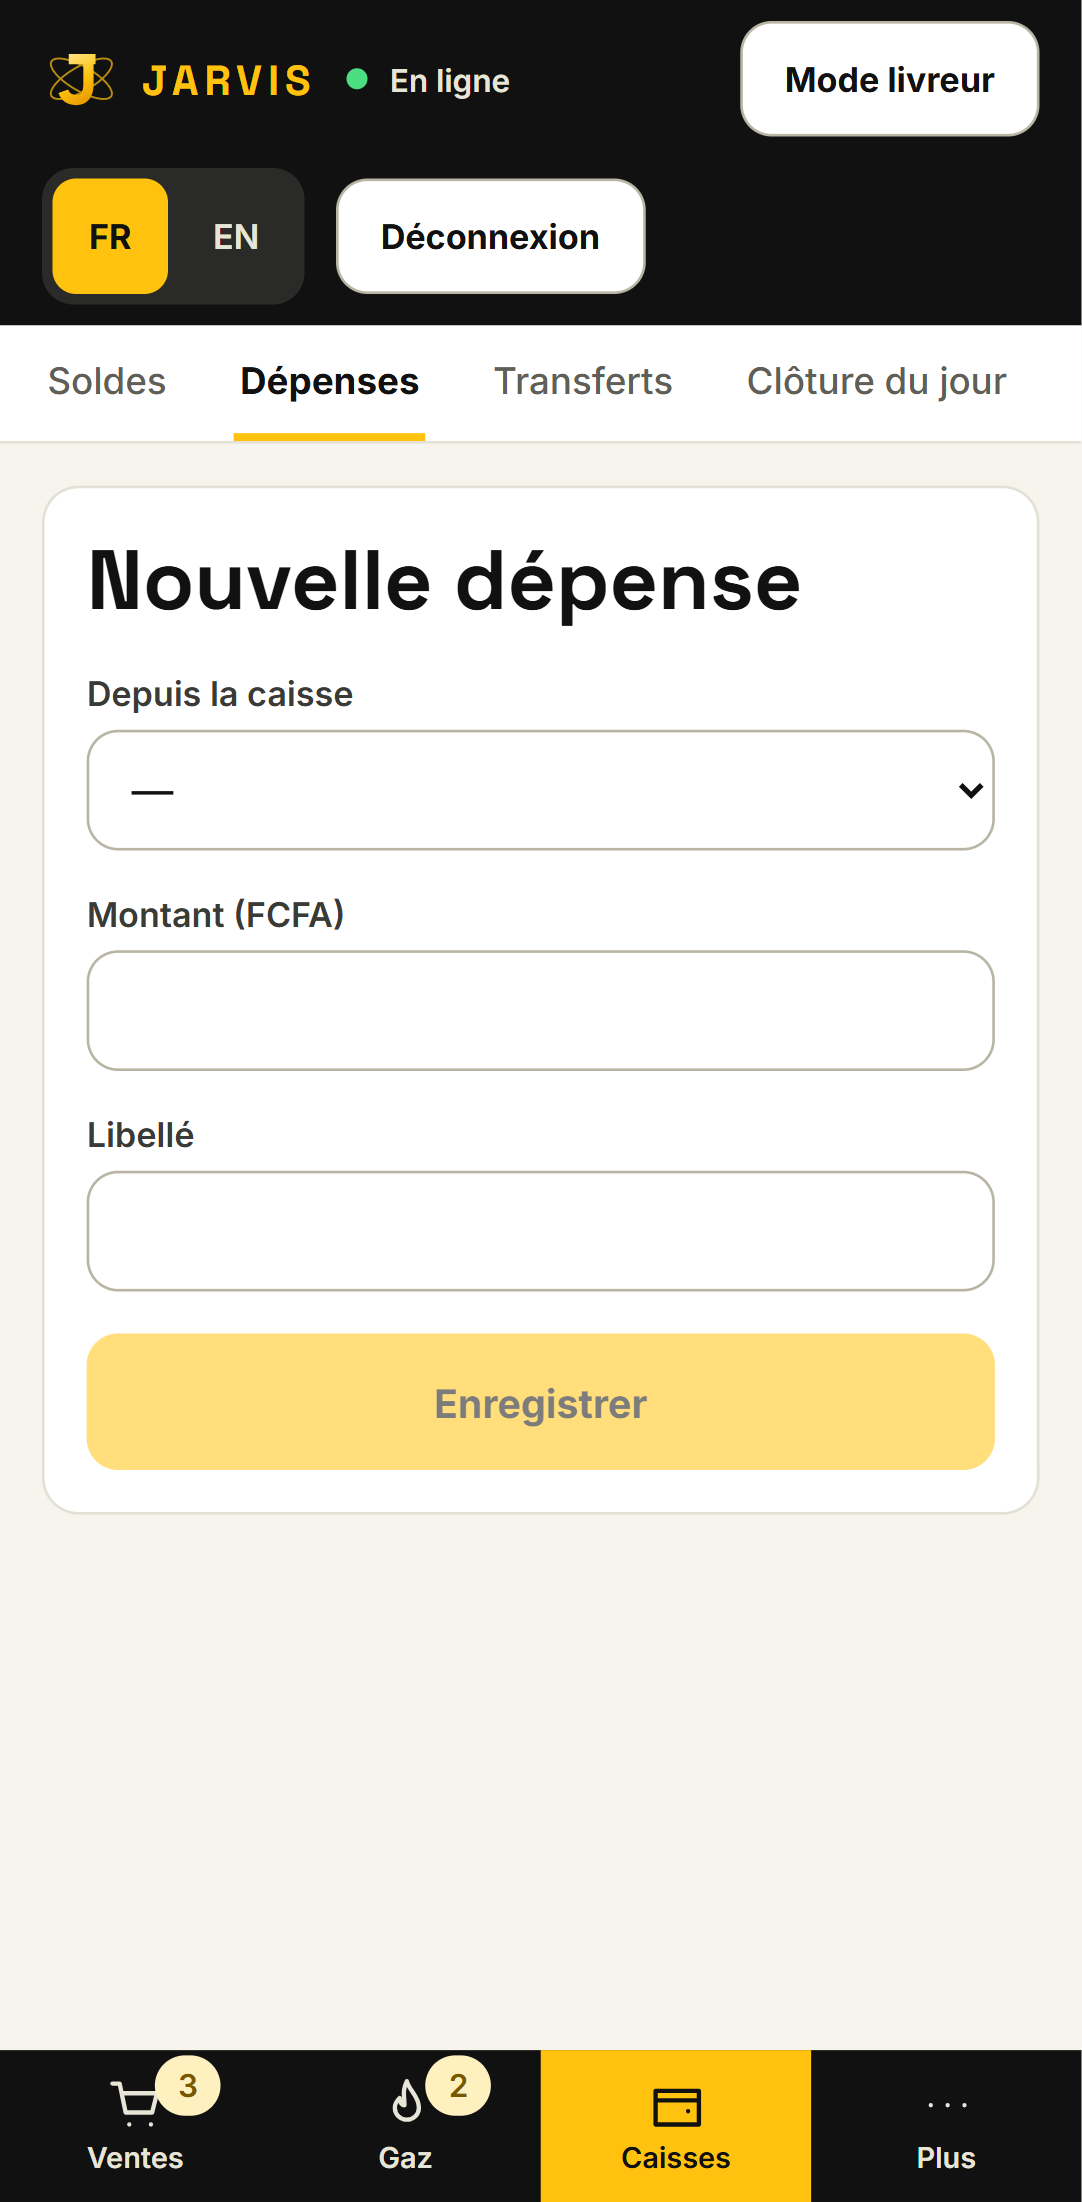 J JARVIS En ligne Mode livreur
FR EN Déconnexion
Soldes Dépenses Transferts Clôture du jour
Nouvelle dépense
Depuis la caisse
—
Montant (FCFA)
Libellé
Enregistrer
3 2
Ventes Gaz Caisses Plus